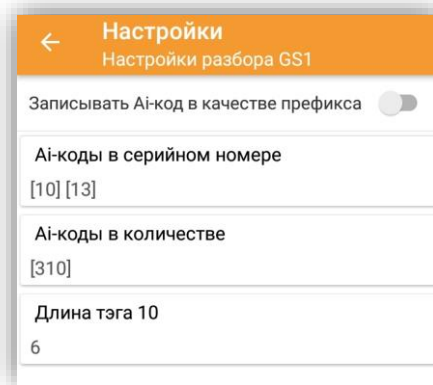 Настройки
Настройки разбора GS1
Записывать Ai-код в качестве префикса
Ai-коды в серийном номере
[10] [13]
Ai-коды в количестве
[310]
Длина тэга 10
6